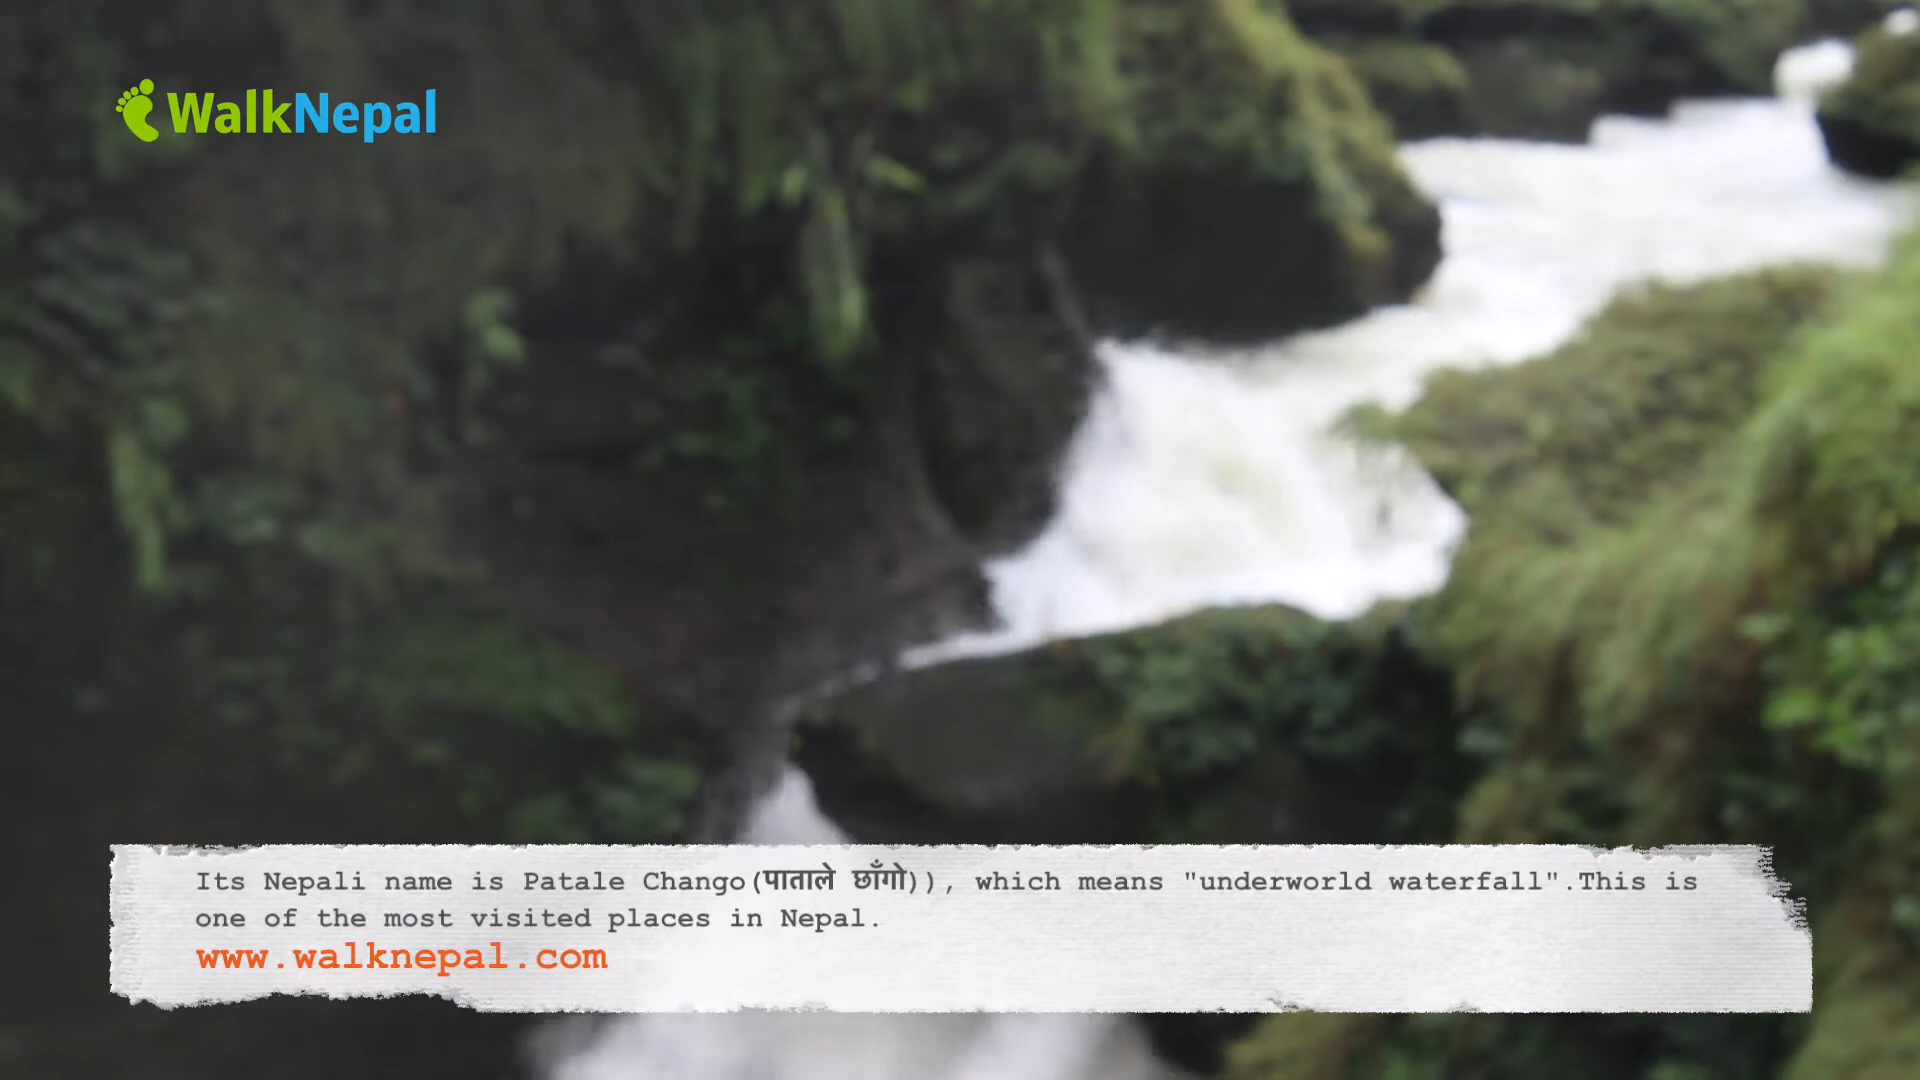 WalkNepal
Its Nepali name is Patale Chango(पाताले छाँगो)), which means "underworld waterfall".This is
one of the most visited places in Nepal.
www.walknepal.com